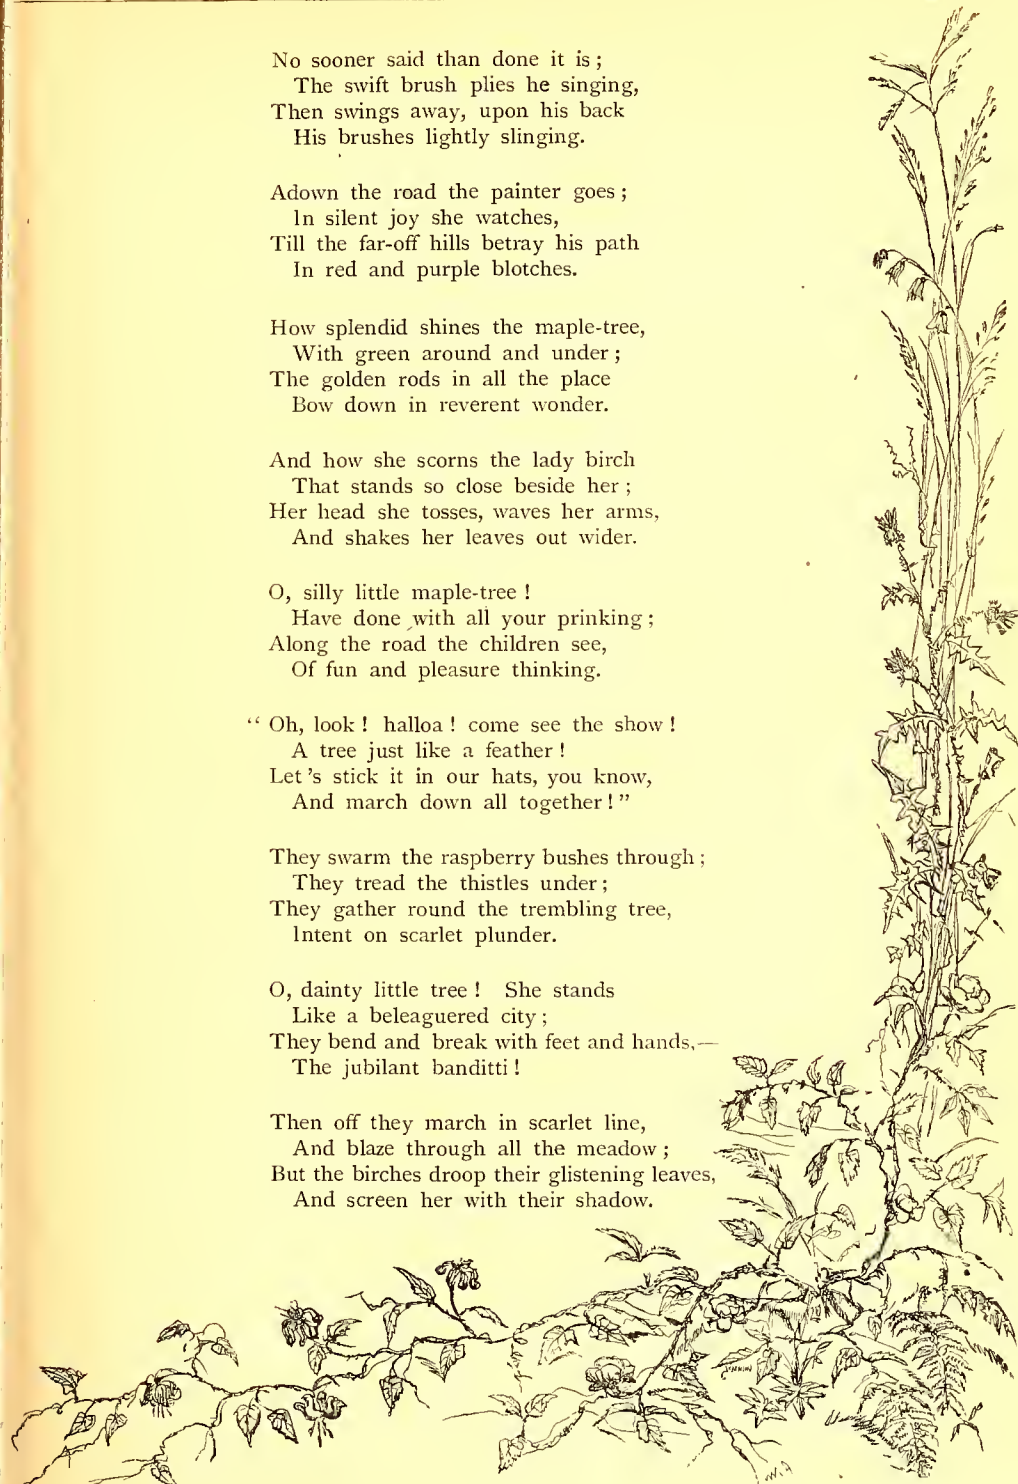 No sooner said than done it is ;
The swift brush plies he singing,
Then swings away, upon his back
His brushes lightly slinging.
Adown the road the painter goes ;
In silent joy she watches,
Till the far-off hills betray his path
In red and purple blotches.
How splendid shines the maple-tree,
With green around and under ;
The golden rods in all the place
Bow down in reverent wonder.
And how she scorns the lady birch
That stands so close beside her ;
Her head she tosses, waves her arms,
And shakes her leaves out wider.
O, silly little maple-tree !
Have done with all your prinking ;
Along the road the children see,
Of fun and pleasure thinking.
“ Oh, look ! halloa ! come see the show !
A tree just like a feather !
Let 's stick it in our hats, you know,
And march down all together ! ”
They swarm the raspberry bushes through ;
They tread the thistles under ;
They gather round the trembling tree,
Intent on scarlet plunder.
O, dainty little tree ! She stands
Like a beleaguered city ;
They bend and break with feet and hands,—
The jubilant banditti !
Then off they march in scarlet line,
And blaze through all the meadow ;
But the birches droop their glistening leaves,
And screen her with their shadow.